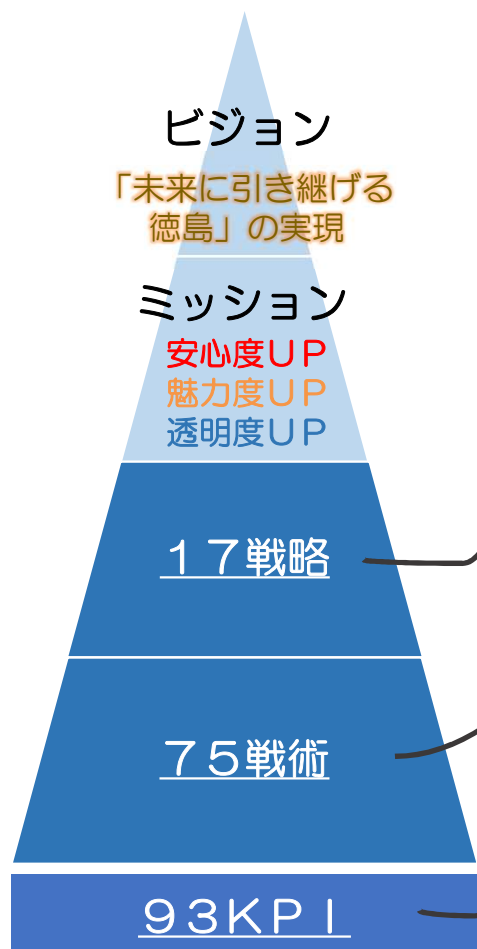 ビジョン
「未来に引き継げる
徳島」の実現
ミッション
安心度ＵＰ
魅力度ＵＰ
透明度ＵＰ
１７戦略
７５戦術
９３ＫＰＩ